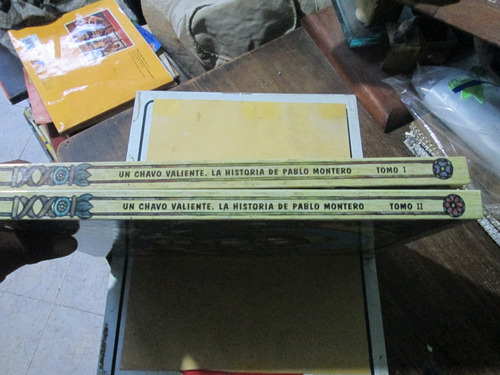 UN CHAVO VALIENTE. LA HISTORIA DE PABLO MONTERO TOMO I
UN CHAVO VALIENTE. LA HISTORIA DE PABLO MONTERO TOMO II